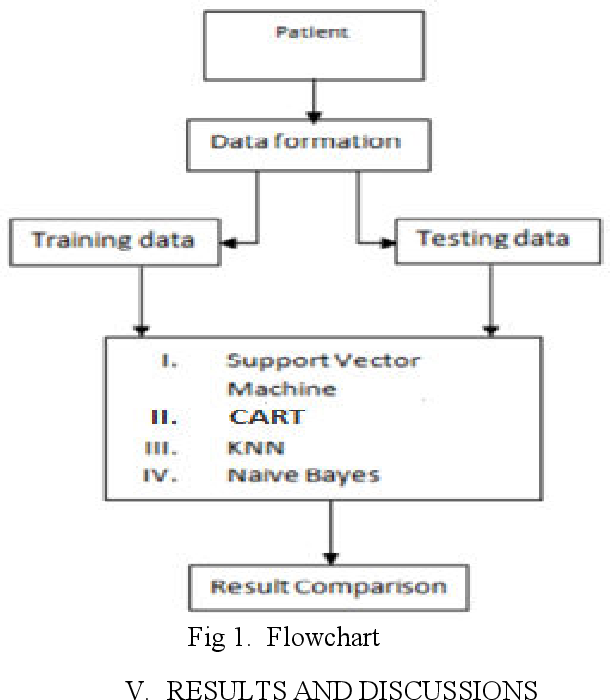 Patient
Data formation
Training data
Testing data
I. Support Vector
Machine
II. CART
III. KNN
IV. Naive Bayes
Result Comparison
Fig 1. Flowchart
V. RESULTS AND DISCUSSIONS